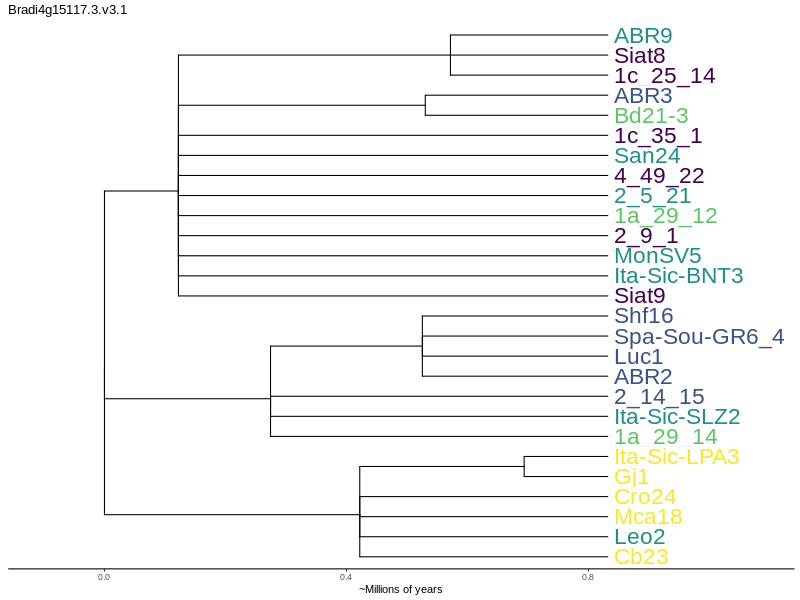 Bradi4g15117.3.v3.1
ABR9
Siat8
1c_25_14
ABR3
Bd21-3
1c_35_1
San24
4_49_22
2_5_21
1a_29_12
2_9_1
MonSV5
Ita-Sic-BNT3
Siat9
Shf16
Spa-Sou-GR6_4
Luc1
ABR2
2_14_15
Ita-Sic-SLZ2
1a_29_14
Ita-Sic-LPA3
Gj1
Cro24
Mca18
Leo2
Cb23
0.0 0.4 0.8
~Millions of years